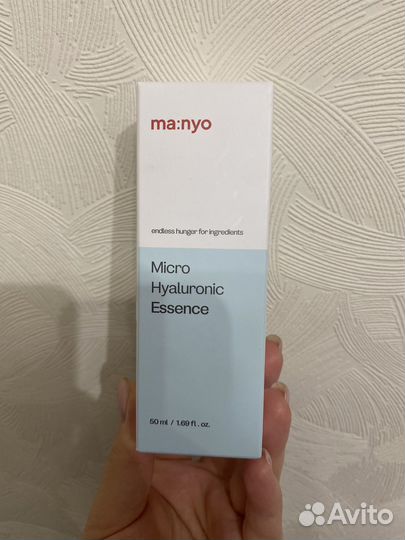 ma:nyo
endless hunger for ingredients
Micro
Hyaluronic
Essence
50 ml / 1.69 fl. oz.
Avito